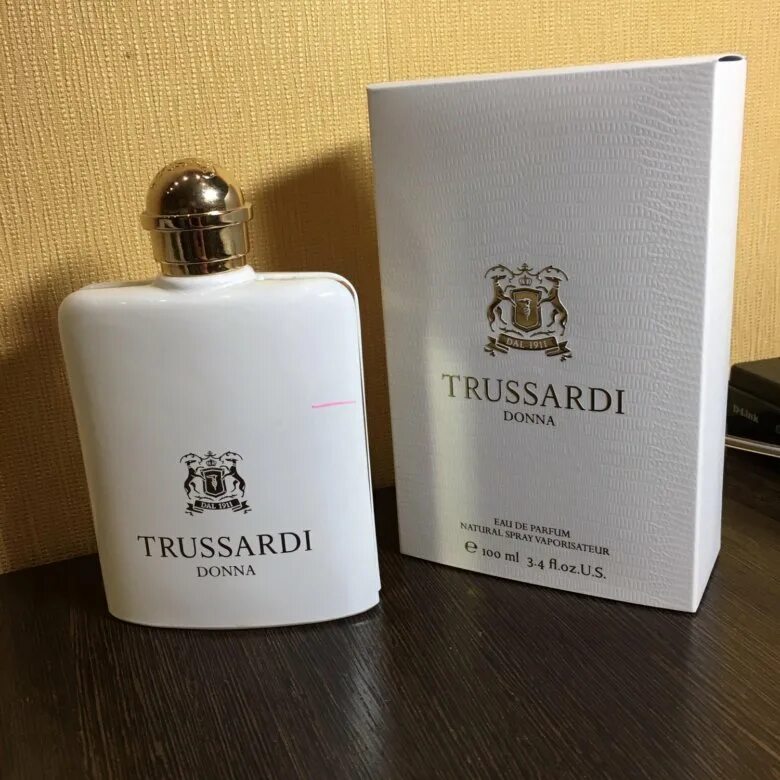 DAL 1911
TRUSSARDI
DONNA
DAL 1911
TRUSSARDI
DONNA
EAU DE PARFUM
NATURAL SPRAY VAPORISATEUR
℮ 100 ml 3.4 fl.oz.U.S.
D-Link